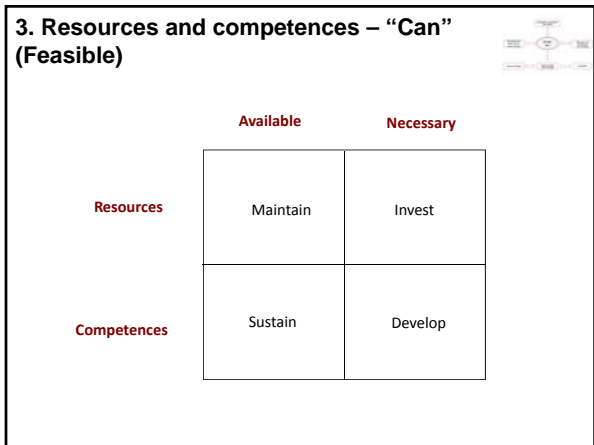 3. Resources and competences – “Can”
(Feasible)
Available Necessary
Resources Maintain Invest
Competences Sustain Develop